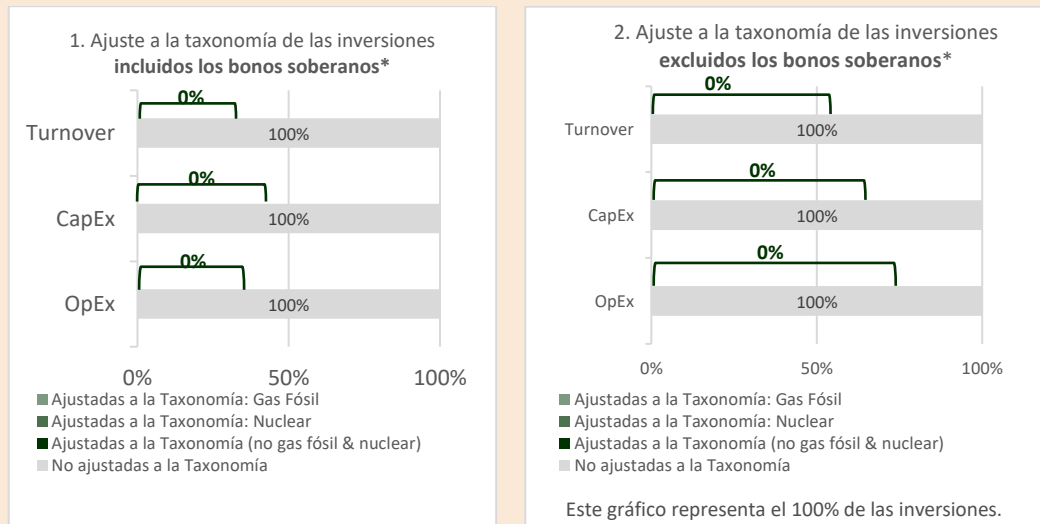 1. Ajuste a la taxonomía de las inversiones
incluidos los bonos soberanos*
0%
Turnover
100%
0%
CapEx
100%
0%
OpEx
100%
0%
50%
100%
Ajustadas a la Taxonomía: Gas Fósil
Ajustadas a la Taxonomía: Nuclear
Ajustadas a la Taxonomía (no gas fósil & nuclear)
No ajustadas a la Taxonomía
2. Ajuste a la taxonomía de las inversiones
excluidos los bonos soberanos*
0%
Turnover
100%
0%
CapEx
100%
0%
OpEx
100%
0%
50%
100%
Ajustadas a la Taxonomía: Gas Fósil
Ajustadas a la Taxonomía: Nuclear
Ajustadas a la Taxonomía (no gas fósil & nuclear)
No ajustadas a la Taxonomía
Este gráfico representa el 100% de las inversiones.